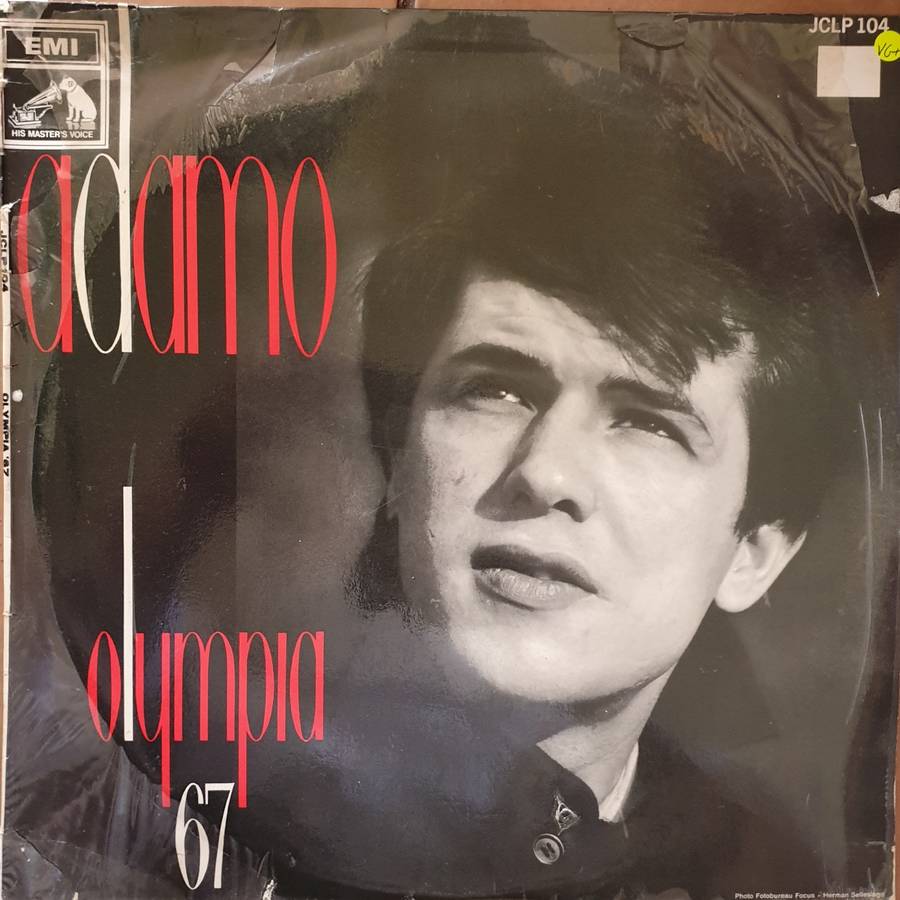 EMI
HIS MASTER'S VOICE
JCLP 104
VG+
adamo
olympia
67
JCLP 104
OLYMPIA '67
Photo Fotobureau Focus - Herman Selleslags